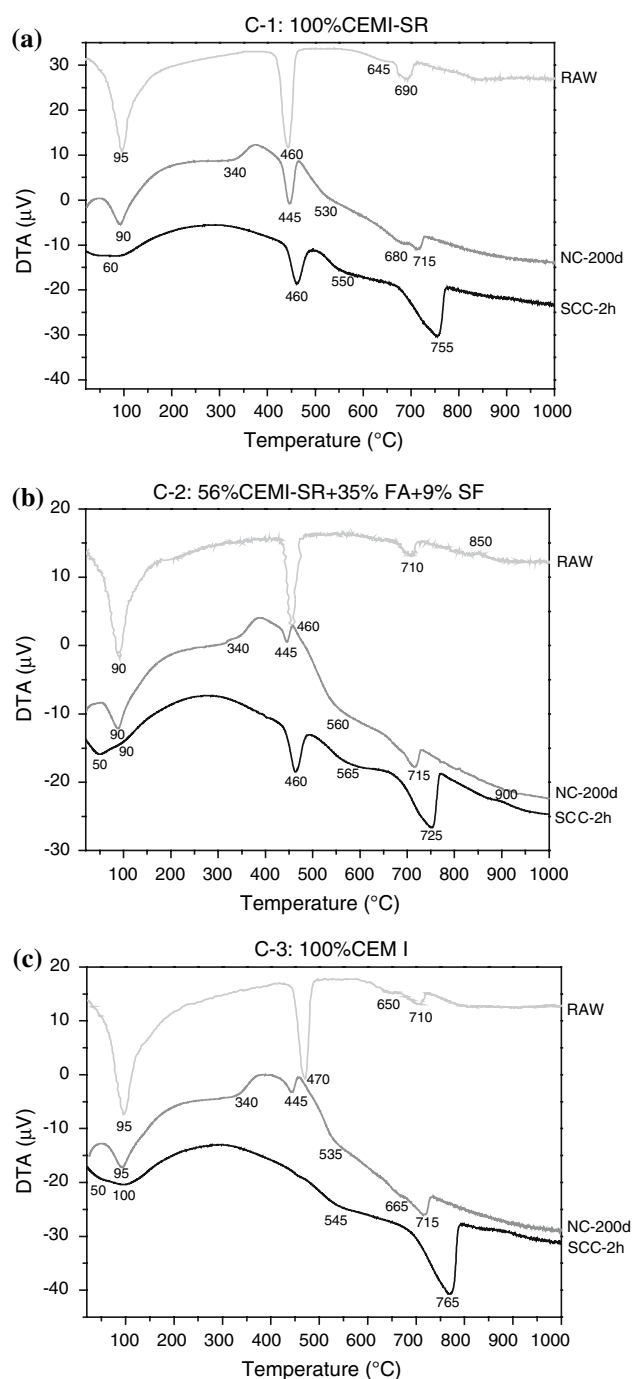 (a)
C-1: 100%CEMI-SR
30
20
10
0
-10
-20
-30
-40
DTA (μV)
645
RAW
690
95
460
340
445
530
90
680
715
NC-200d
60
460
550
SCC-2h
755
100 200 300 400 500 600 700 800 900 1000
Temperature (°C)
(b)
C-2: 56%CEMI-SR+35% FA+9% SF
20
10
0
-10
-20
-30
DTA (μV)
850
710
RAW
460
90
340
445
90
90
560
50
715
460
565
900
NC-200d
SCC-2h
725
100 200 300 400 500 600 700 800 900 1000
Temperature (°C)
(c)
C-3: 100%CEM I
20
10
0
-10
-20
-30
-40
DTA (μV)
650
710
RAW
470
95
340
445
95
535
50
100
665
715
545
NC-200d
SCC-2h
765
100 200 300 400 500 600 700 800 900 1000
Temperature (°C)